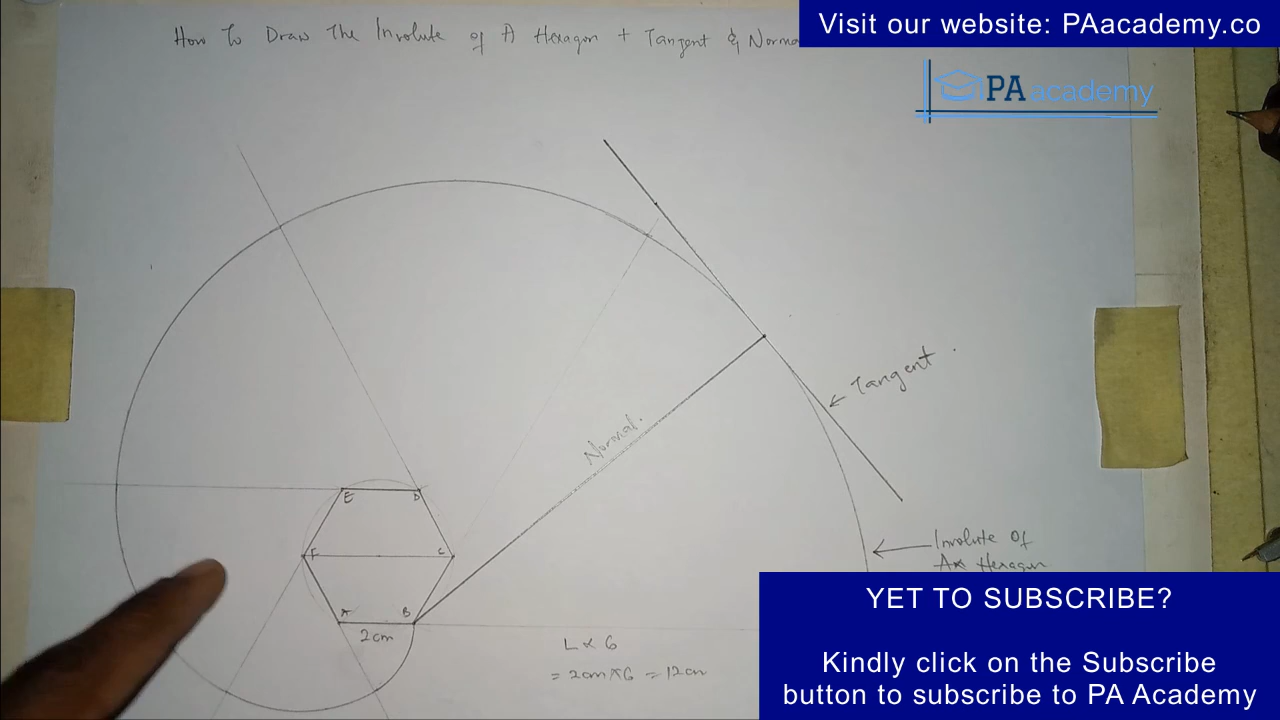 How To Draw The Involute of A Hexagon + Tangent & Norma
Visit our website: PAacademy.co
PA academy
Tangent.
Normal.
Involute Of
Hexagon
E D
F C
A B
2cm
L x 6
= 2cm x 6 = 12cm
YET TO SUBSCRIBE?
Kindly click on the Subscribe
button to subscribe to PA Academy